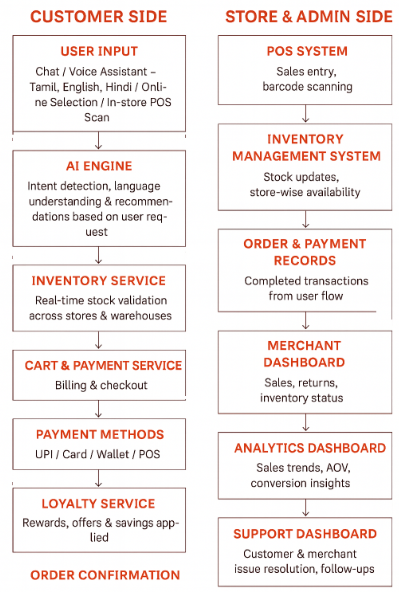 CUSTOMER SIDE
USER INPUT
Chat / Voice Assistant –
Tamil, English, Hindi / Onli-
ne Selection / In-store POS
Scan
AI ENGINE
Intent detection, language
understanding & recommen-
dations based on user req-
uest
INVENTORY SERVICE
Real-time stock validation
across stores & warehouses
CART & PAYMENT SERVICE
Billing & checkout
PAYMENT METHODS
UPI / Card / Wallet / POS
LOYALTY SERVICE
Rewards, offers & savings app-
lied
ORDER CONFIRMATION
STORE & ADMIN SIDE
POS SYSTEM
Sales entry,
barcode scanning
INVENTORY
MANAGEMENT SYSTEM
Stock updates,
store-wise availability
ORDER & PAYMENT
RECORDS
Completed transactions
from user flow
MERCHANT
DASHBOARD
Sales, returns,
inventory status
ANALYTICS DASHBOARD
Sales trends, AOV,
conversion insights
SUPPORT DASHBOARD
Customer & merchant
issue resolution, follow-ups